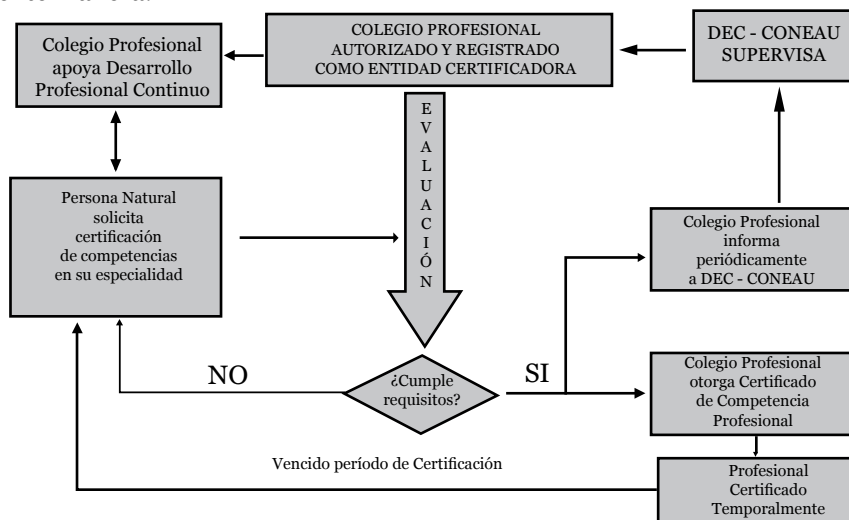 Colegio Profesional
apoya Desarrollo
Profesional Continuo
COLEGIO PROFESIONAL
AUTORIZADO Y REGISTRADO
COMO ENTIDAD CERTIFICADORA
DEC - CONEAU
SUPERVISA
E
V
A
L
U
A
C
I
Ó
N
Persona Natural
solicita
certificación
de competencias
en su especialidad
Colegio Profesional
informa
periódicamente
a DEC - CONEAU
NO
¿Cumple
requisitos?
SI
Colegio Profesional
otorga Certificado
de Competencia
Profesional
Vencido período de Certificación
Profesional
Certificado
Temporalmente